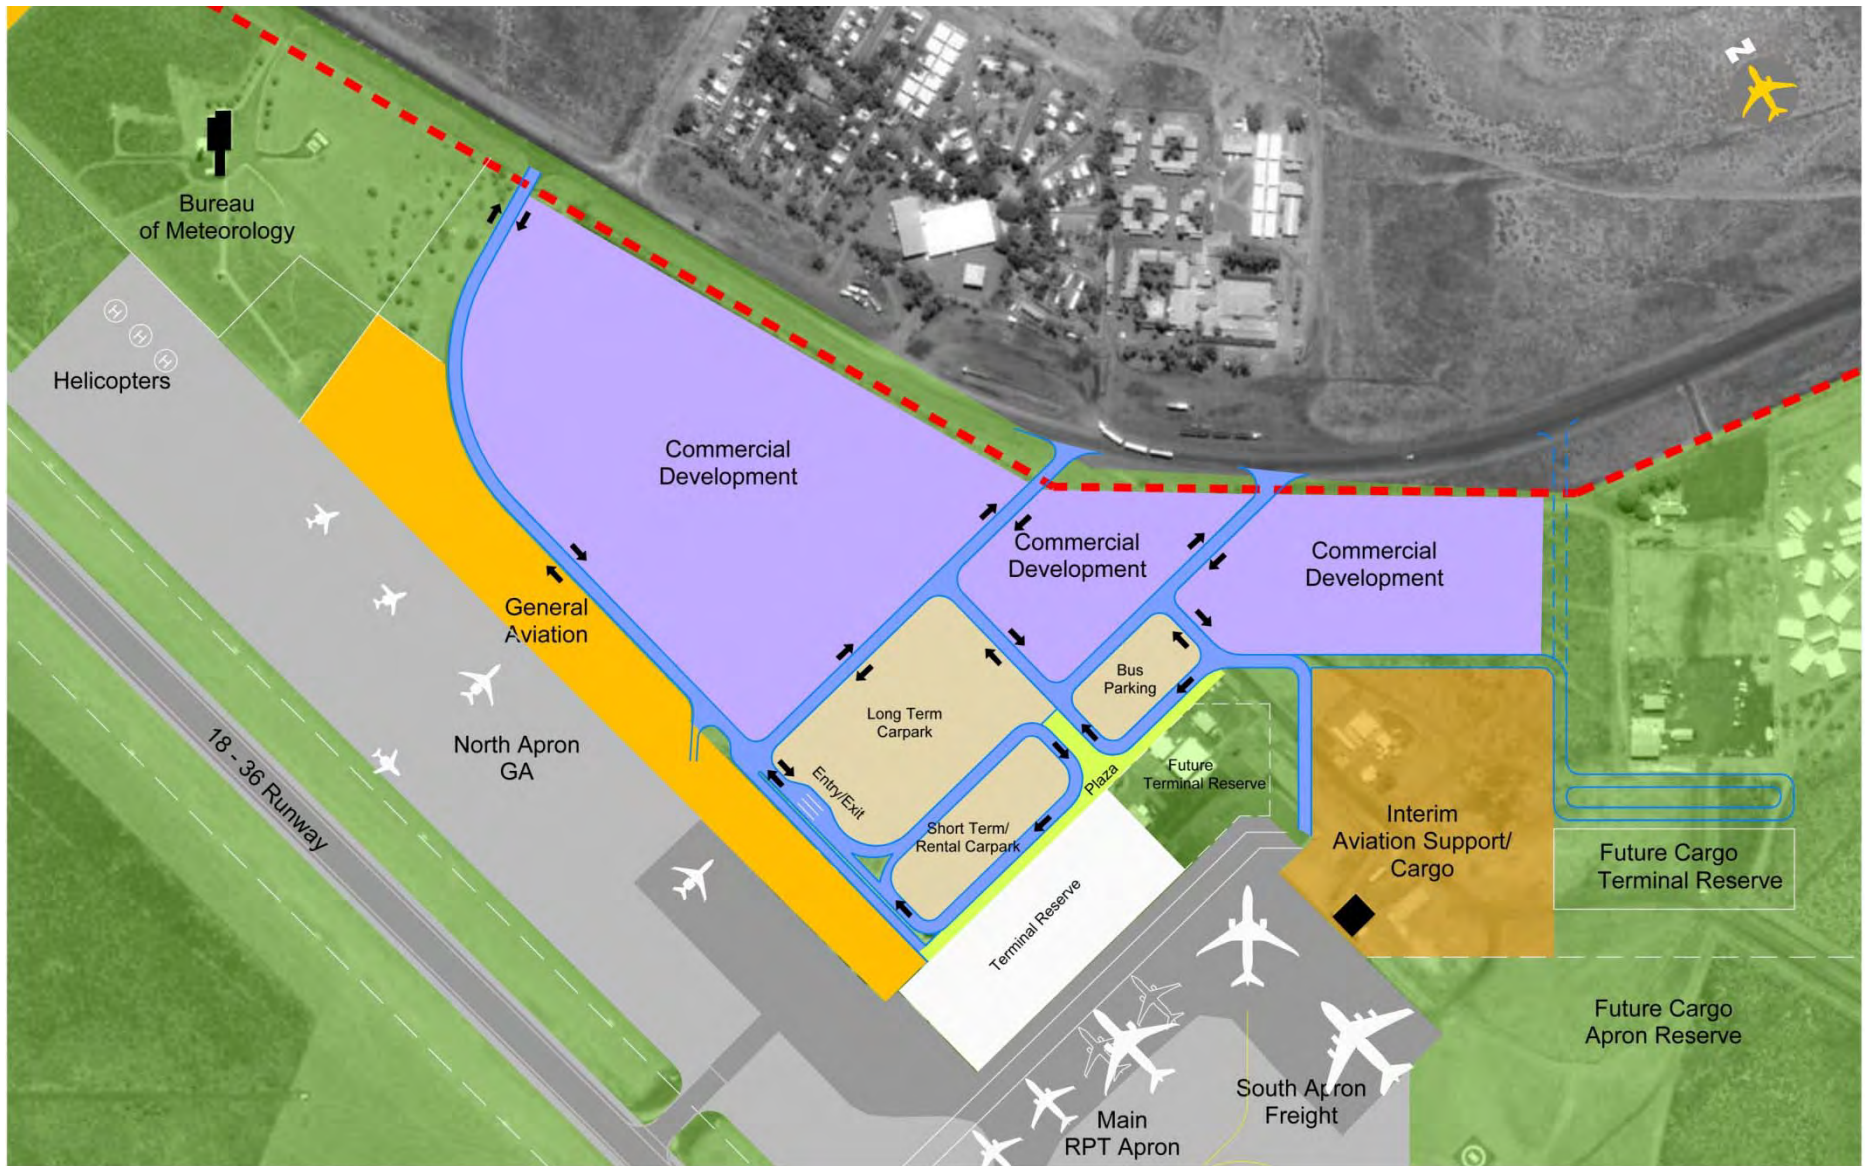 N
Bureau
of Meteorology
H
H
H
Helicopters
Commercial
Development
Commercial
Development
Commercial
Development
General
Aviation
Bus
Parking
Long Term
Carpark
North Apron
GA
18 - 36 Runway
Entry/Exit
Plaza
Future
Terminal Reserve
Short Term/
Rental Carpark
Interim
Aviation Support/
Cargo
Future Cargo
Terminal Reserve
Terminal Reserve
Future Cargo
Apron Reserve
South Apron
Freight
Main
RPT Apron